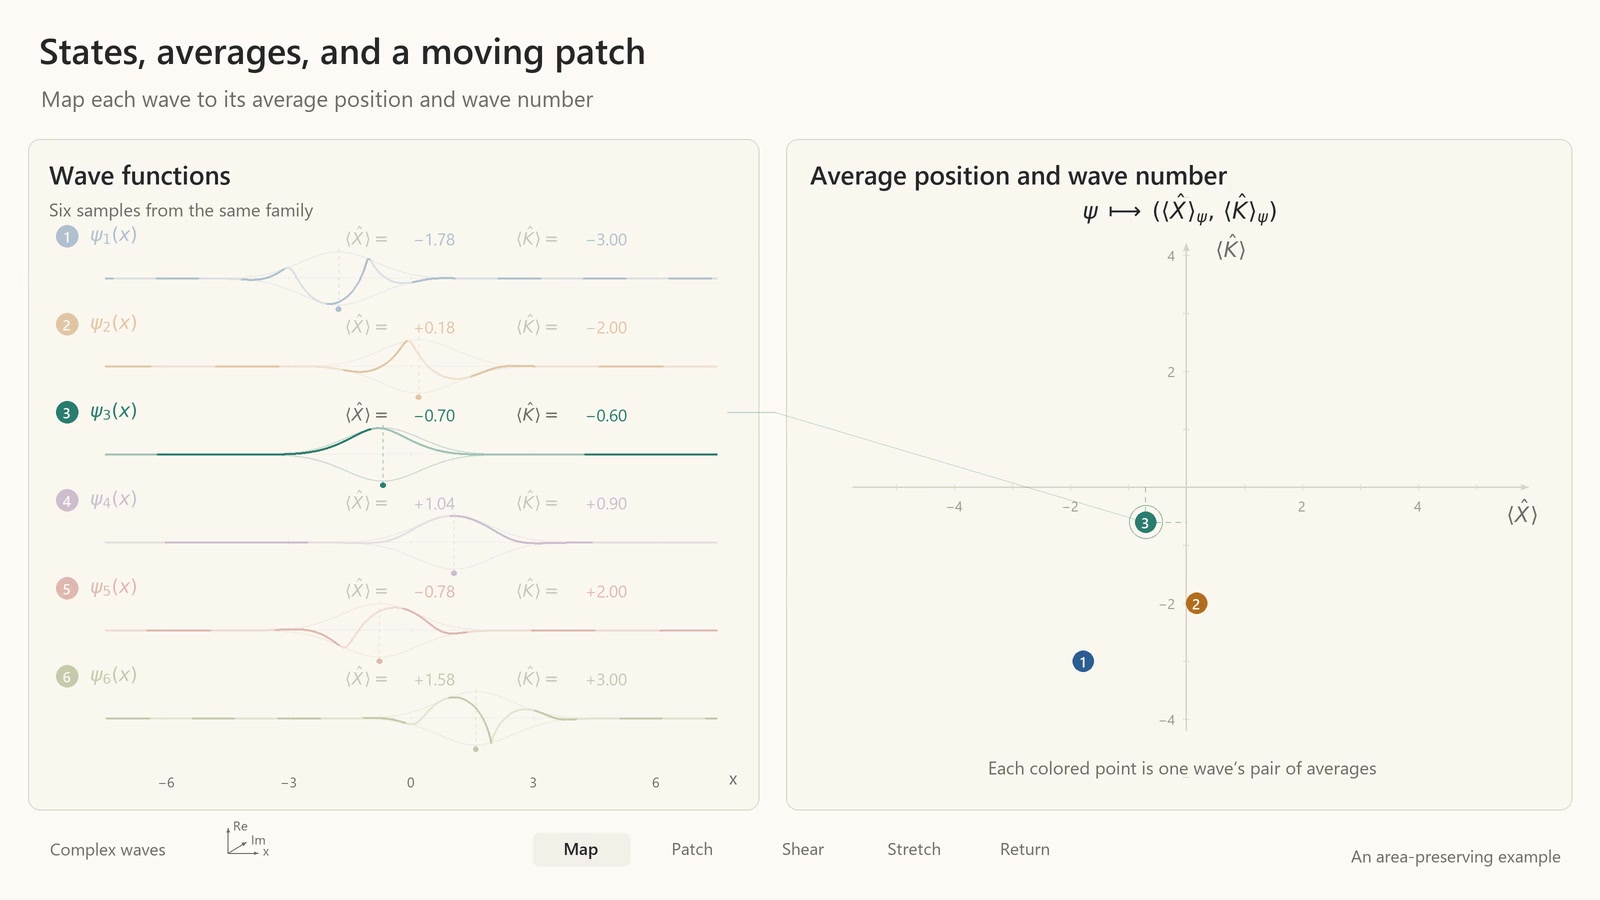 States, averages, and a moving patch
Map each wave to its average position and wave number
Wave functions
Six samples from the same family
1 ψ₁(x) ⟨X̂⟩ = −1.78 ⟨K̂⟩ = −3.00
2 ψ₂(x) ⟨X̂⟩ = +0.18 ⟨K̂⟩ = −2.00
3 ψ₃(x) ⟨X̂⟩ = −0.70 ⟨K̂⟩ = −0.60
4 ψ₄(x) ⟨X̂⟩ = +1.04 ⟨K̂⟩ = +0.90
5 ψ₅(x) ⟨X̂⟩ = −0.78 ⟨K̂⟩ = +2.00
6 ψ₆(x) ⟨X̂⟩ = +1.58 ⟨K̂⟩ = +3.00
−6 −3 0 3 6 x
Average position and wave number
ψ ⟼ (⟨X̂⟩ψ, ⟨K̂⟩ψ)
4 ⟨K̂⟩
2
−4 −2 2 4 ⟨X̂⟩
3
−2 2
1
−4
Each colored point is one wave’s pair of averages
Complex waves
Re
Im
x
Map Patch Shear Stretch Return
An area-preserving example